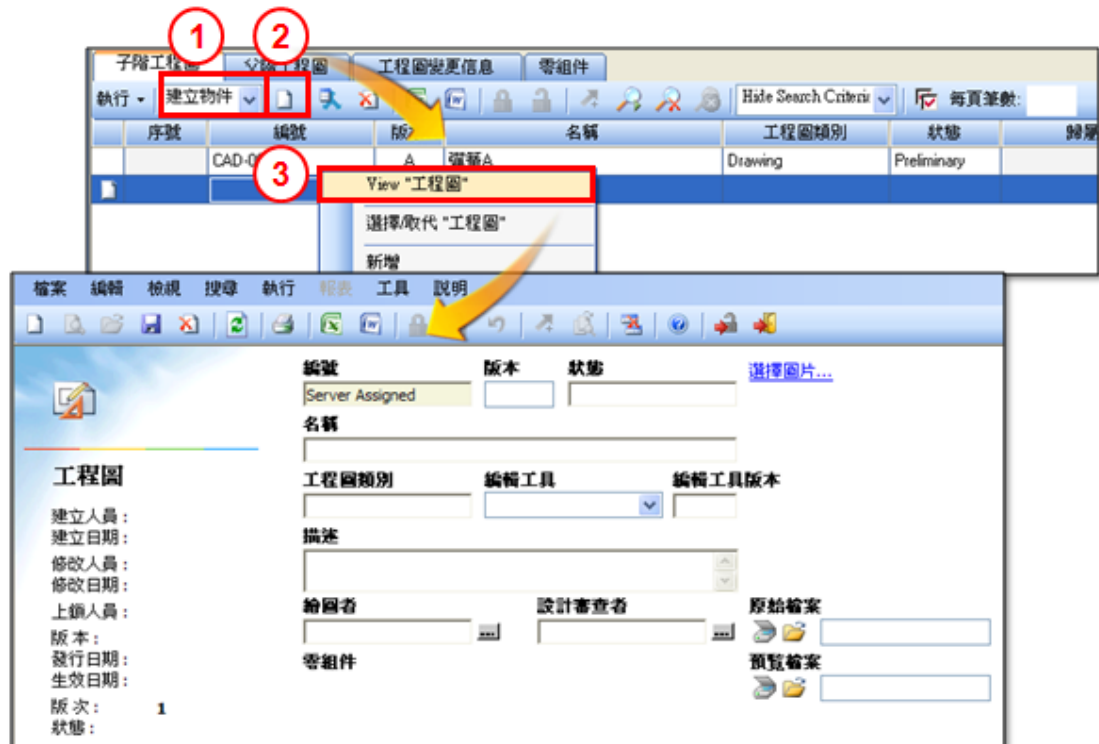 1 2
子階工程圖 父階工程圖 工程圖變更信息 零組件
執行 建立物件 Hide Search Criteria 每頁筆數:
序號 編號 版本 名稱 工程圖類別 狀態
A 彈簧A Drawing Preliminary
3
View "工程圖"
選擇/取代 "工程圖"
新增
檔案 編輯 檢視 搜尋 執行 報表 工具 說明
編號 版本 狀態 選擇圖片...
Server Assigned
名稱
工程圖
工程圖類別 編輯工具 編輯工具版本
建立人員：
建立日期：
描述
修改人員：
修改日期：
上鎖人員：
繪圖者 設計審查者 原始檔案
版本：
發行日期：
零組件 預覽檔案
生效日期：
版次： 1
狀態：